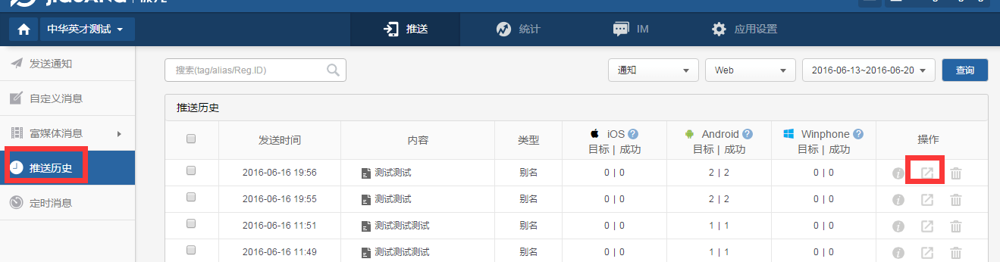 中华英才测试 推送 统计 IM 应用设置
发送通知
自定义消息
富媒体消息
推送历史
定时消息
搜索(tag/alias/Reg.ID) 通知 Web 2016-06-13~2016-06-20 查询
推送历史
发送时间 内容 类型 iOS ? Android ? Winphone ? 操作
目标 | 成功 目标 | 成功 目标 | 成功
2016-06-16 19:56 测试测试 别名 0 | 0 2 | 2 0 | 0
2016-06-16 19:55 测试测试 别名 0 | 0 2 | 2 0 | 0
2016-06-16 11:51 测试测试测试 别名 0 | 0 1 | 1 0 | 0
2016-06-16 11:49 测试测试测试 别名 0 | 0 1 | 1 0 | 0